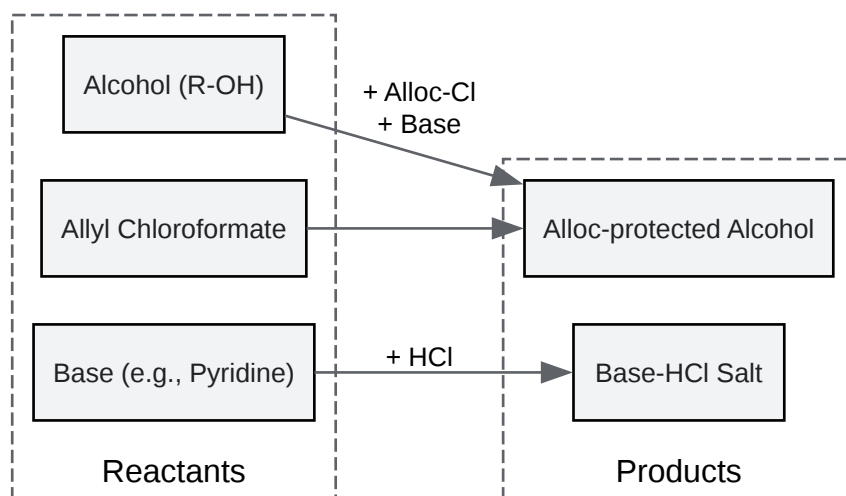 Alcohol (R-OH)
+ Alloc-Cl
+ Base
Allyl Chloroformate
Alloc-protected Alcohol
Base (e.g., Pyridine)
+ HCl
Base-HCl Salt
Reactants
Products